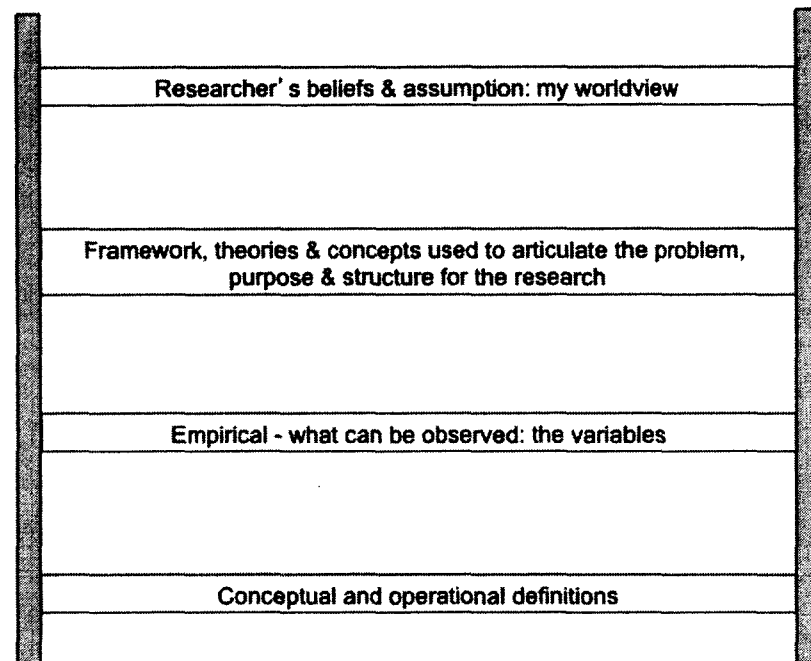 Researcher's beliefs & assumption: my worldview
Framework, theories & concepts used to articulate the problem,
purpose & structure for the research
Empirical - what can be observed: the variables
Conceptual and operational definitions